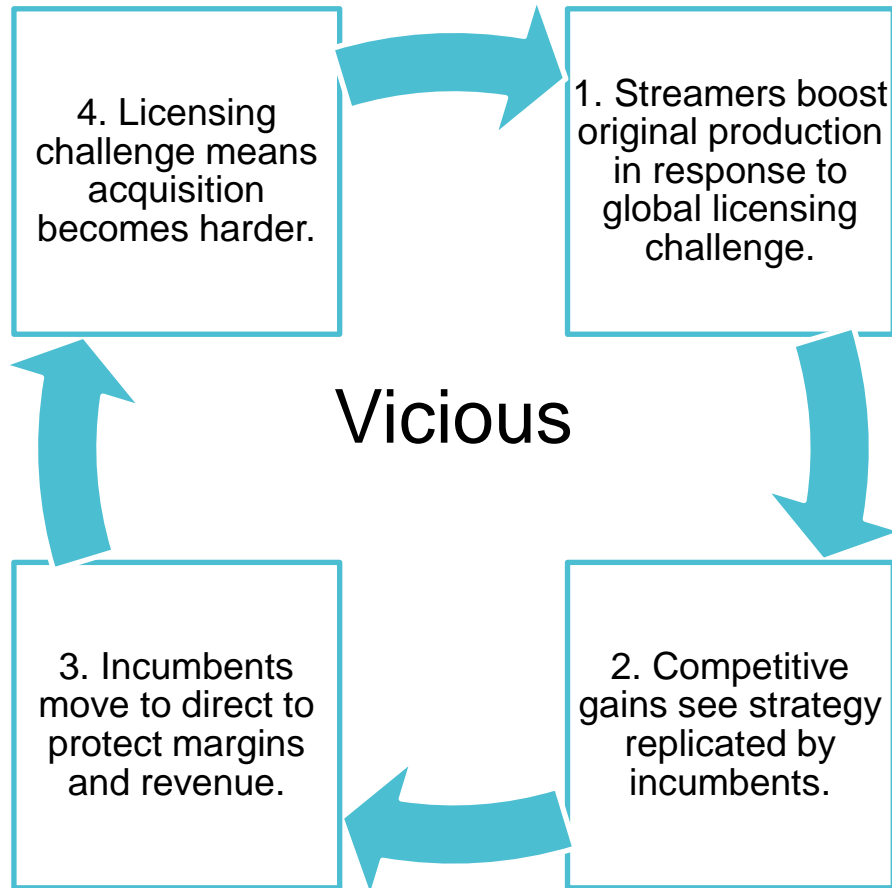 1. Streamers boost
original production
in response to
global licensing
challenge.
2. Competitive
gains see strategy
replicated by
incumbents.
3. Incumbents
move to direct to
protect margins
and revenue.
4. Licensing
challenge means
acquisition
becomes harder.
Vicious